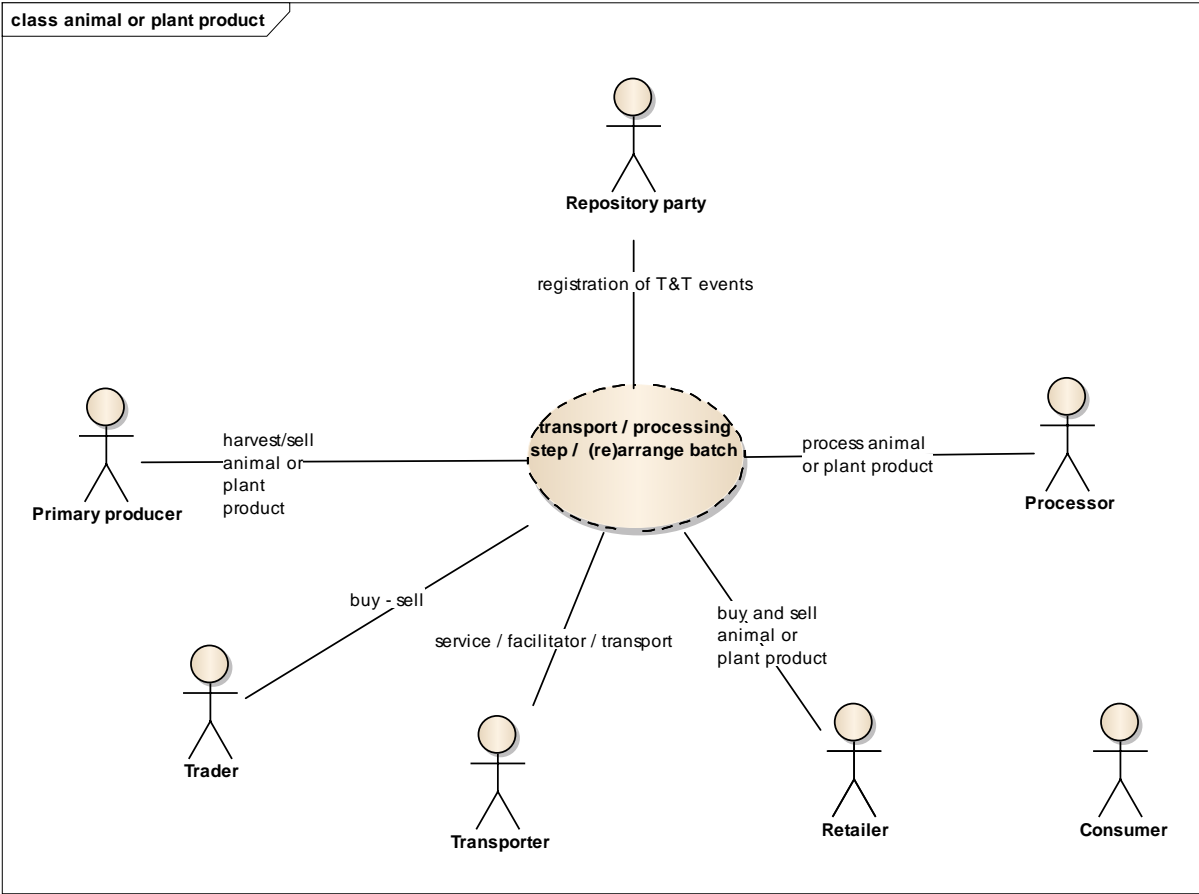 class animal or plant product
Repository party
registration of T&T events
harvest/sell
animal or
plant
product
transport / processing
step /  (re)arrange batch
process animal
or plant product
Primary producer
Processor
buy - sell
service / facilitator / transport
buy and sell
animal or
plant product
Trader
Transporter
Retailer
Consumer